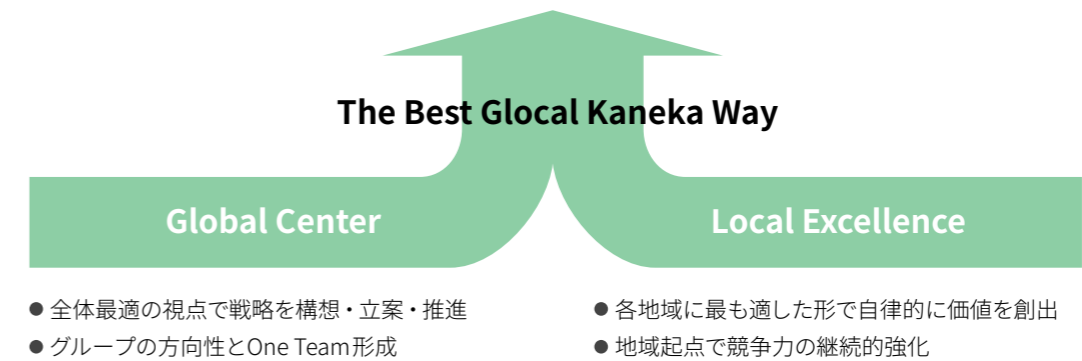 The Best Glocal Kaneka Way
Global Center
Local Excellence
● 全体最適の視点で戦略を構想・立案・推進
● グループの方向性とOne Team形成
● 各地域に最も適した形で自律的に価値を創出
● 地域起点で競争力の継続的強化